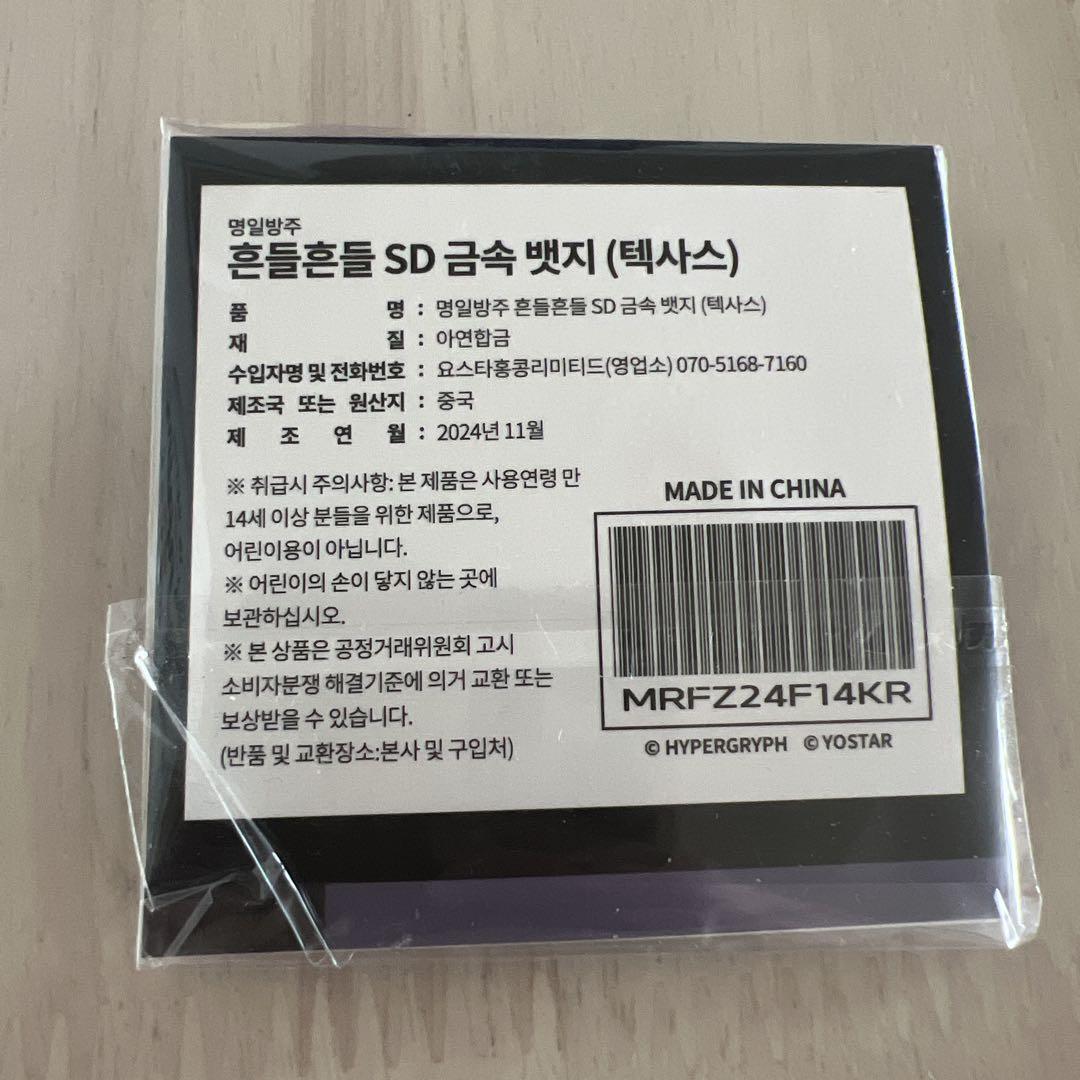 명일방주
흔들흔들 SD 금속 뱃지 (텍사스)
품 명 : 명일방주 흔들흔들 SD 금속 뱃지 (텍사스)
재 질 : 아연합금
수입자명 및 전화번호 : 요스타홍콩리미티드(영업소) 070-5168-7160
제조국 또는 원산지 : 중국
제 조 연 월 : 2024년 11월
※ 취급시 주의사항: 본 제품은 사용연령 만
14세 이상 분들을 위한 제품으로,
어린이용이 아닙니다.
※ 어린이의 손이 닿지 않는 곳에
보관하십시오.
※ 본 상품은 공정거래위원회 고시
소비자분쟁 해결기준에 의거 교환 또는
보상받을 수 있습니다.
(반품 및 교환장소:본사 및 구입처)
MADE IN CHINA
MRFZ24F14KR
© HYPERGRYPH © YOSTAR